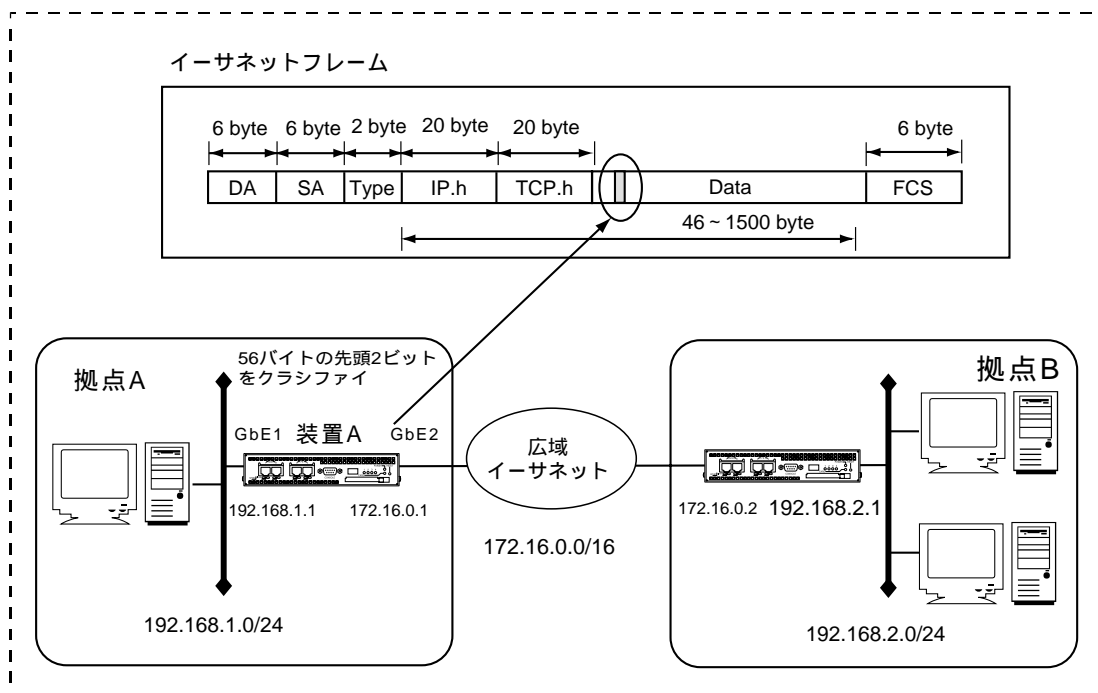 イーサネットフレーム
6 byte 6 byte 2 byte 20 byte 20 byte 6 byte
DA SA Type IP.h TCP.h Data FCS
46 ~ 1500 byte
56バイトの先頭2ビット
をクラシファイ
拠点A
GbE1 装置A GbE2
192.168.1.1 172.16.0.1
192.168.1.0/24
広域
イーサネット
172.16.0.0/16
拠点B
172.16.0.2 192.168.2.1
192.168.2.0/24